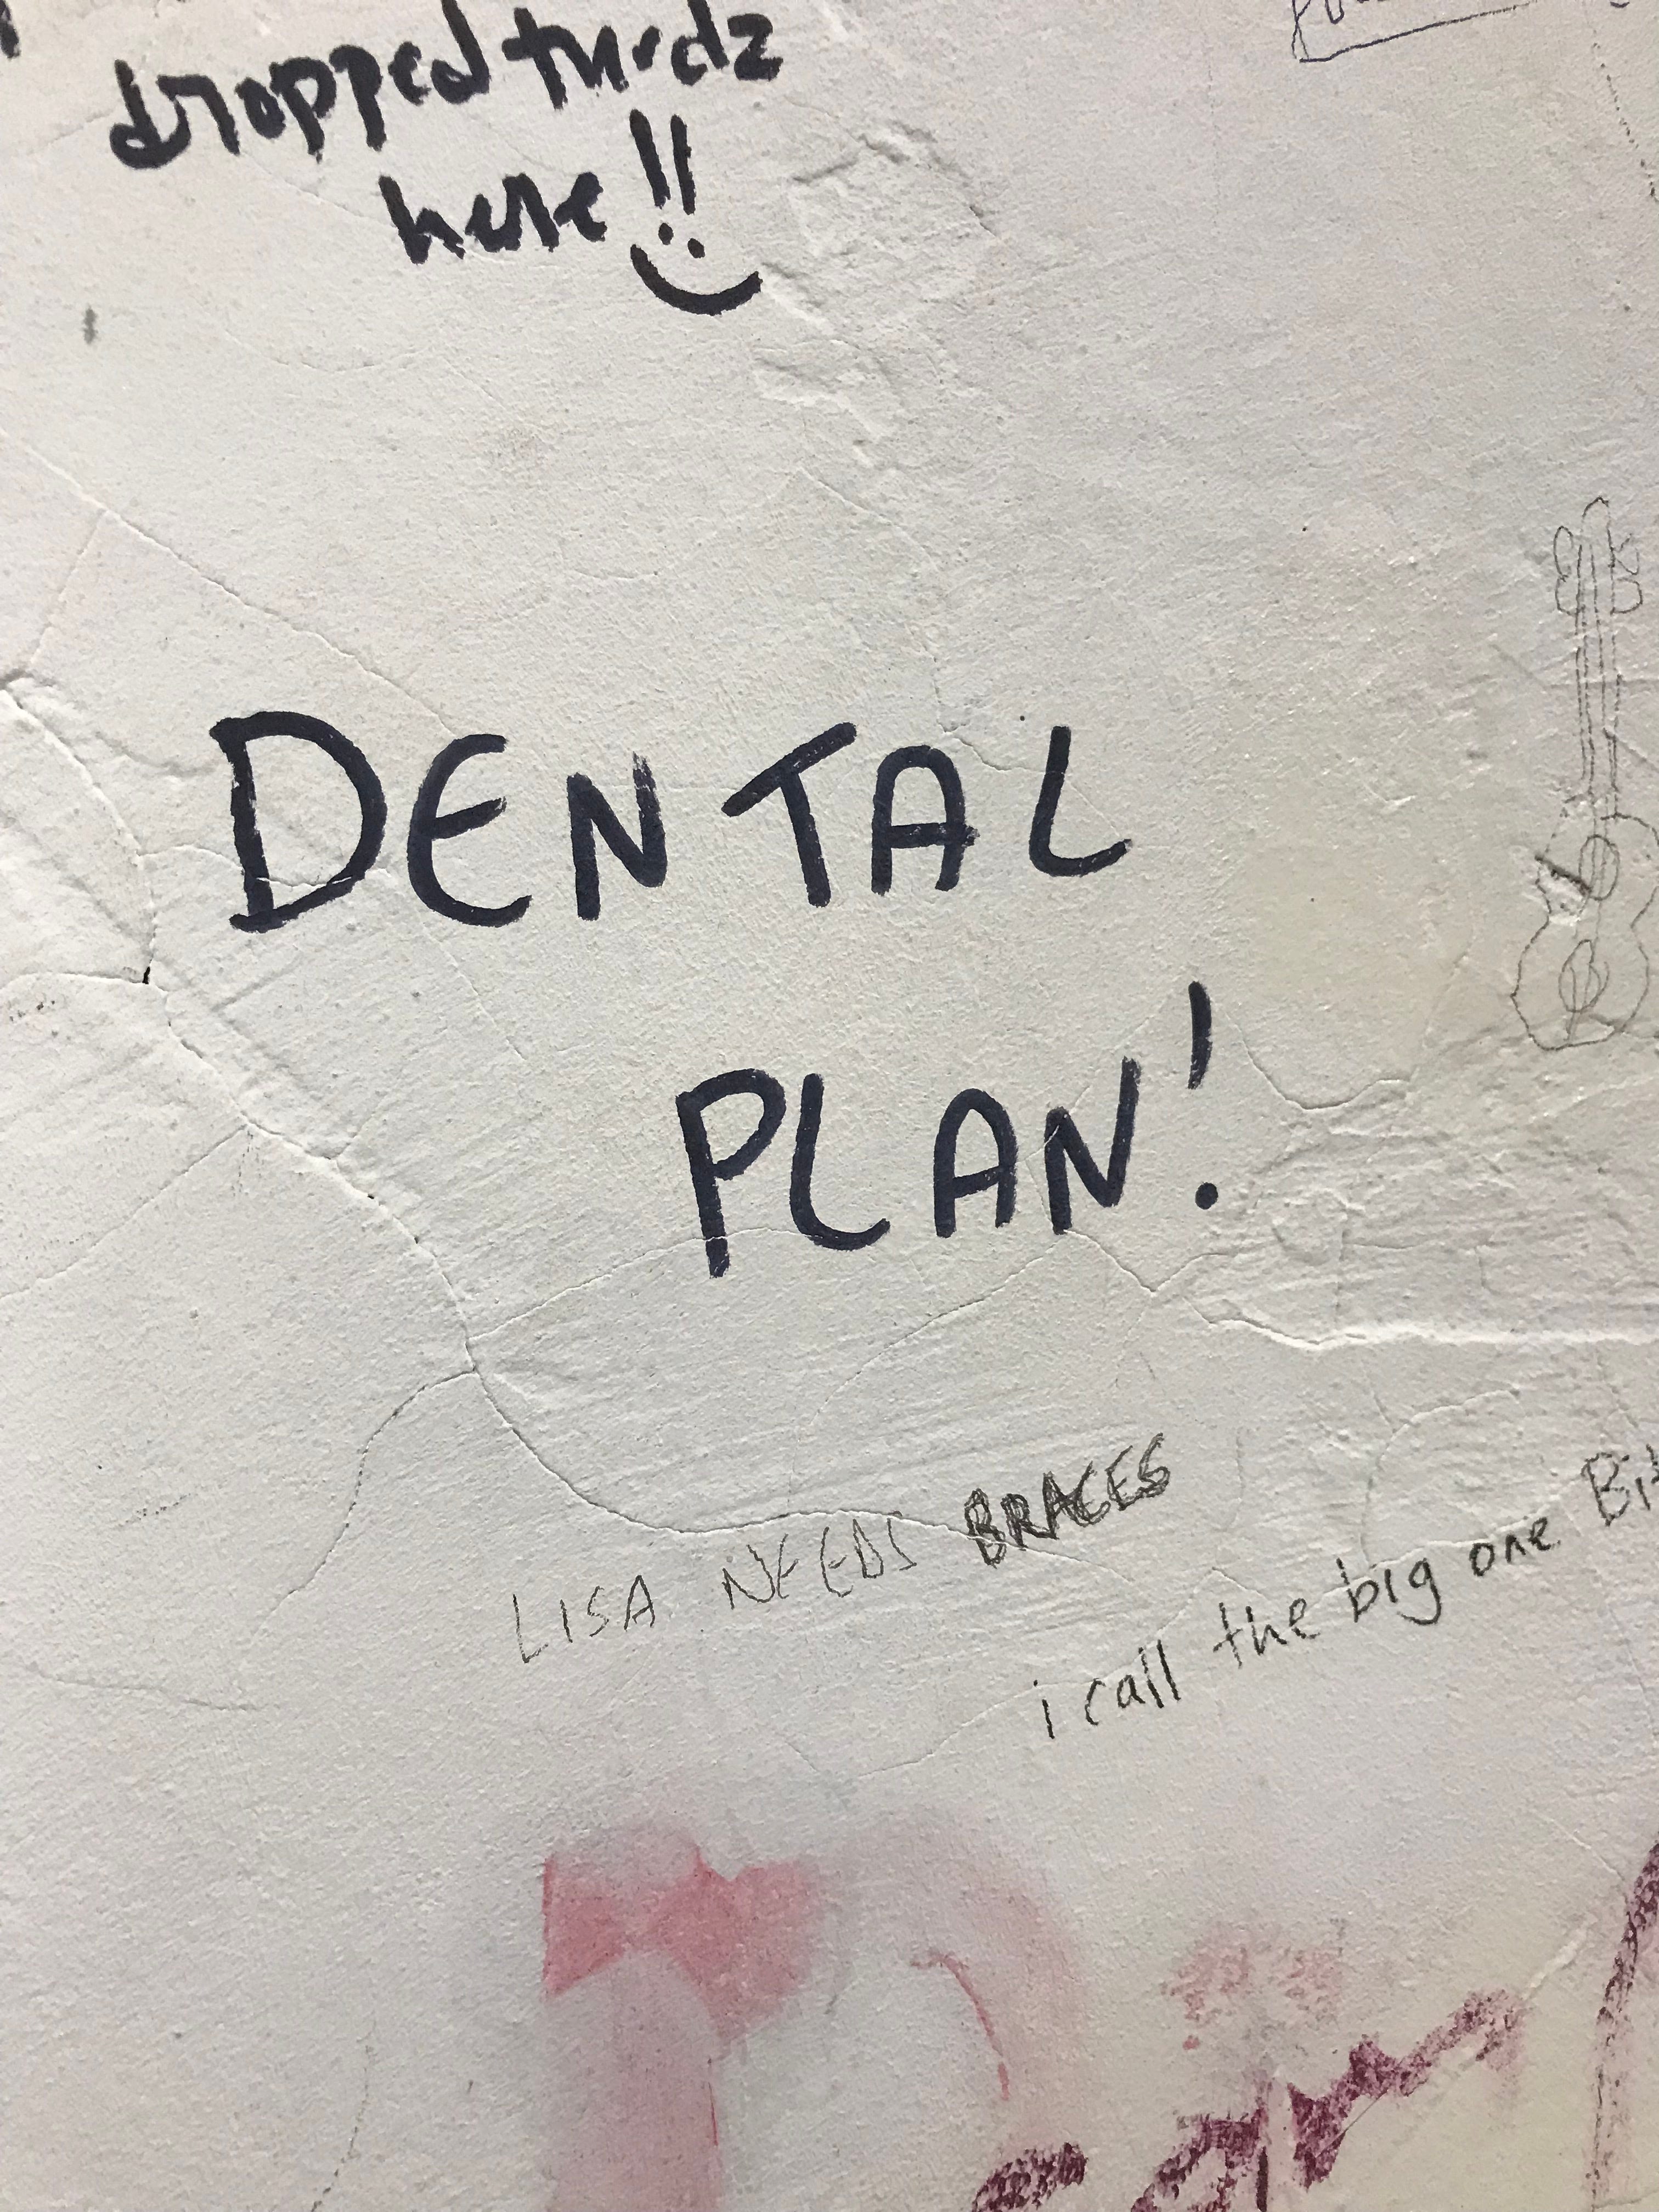 dropped turdz
here!!
DENTAL
PLAN!
LISA NEEDS BRACES
i call the big one